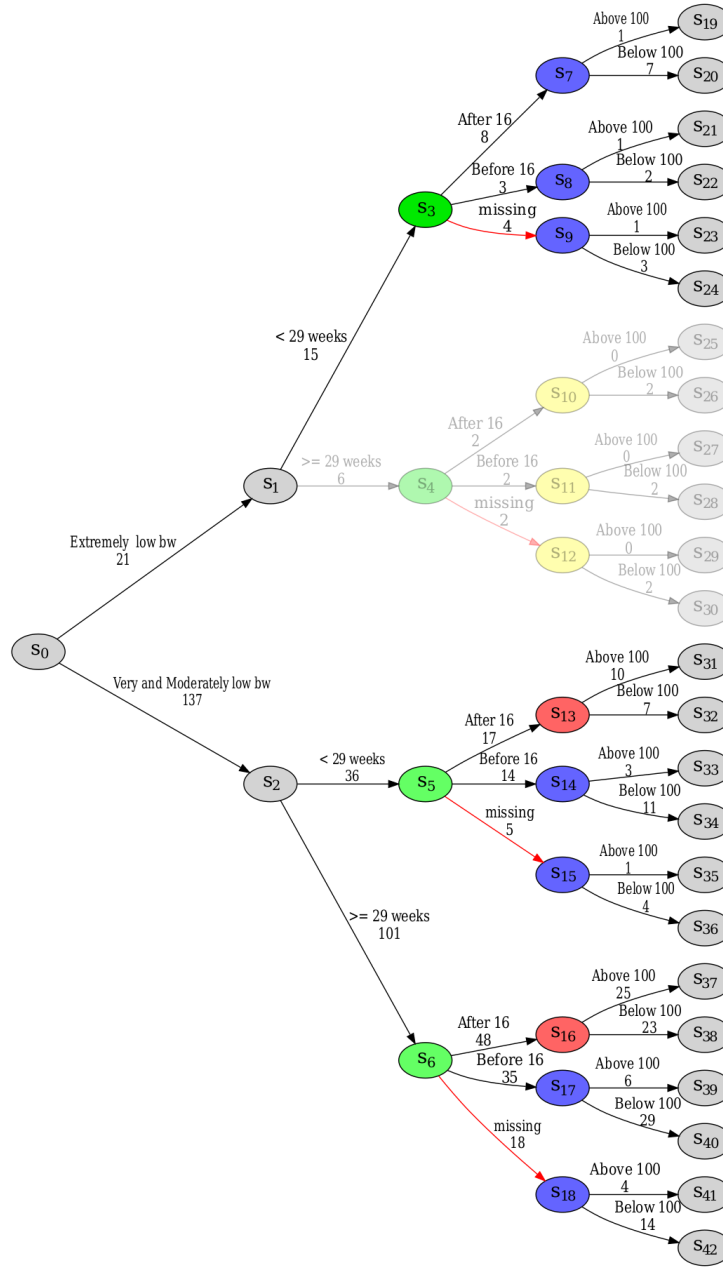 Above 100
1
S19
Below 100
7
S20
S7
After 16
8
Above 100
1
S21
Below 100
2
S22
Before 16
3
S8
S3
missing
4
S9
Above 100
1
S23
Below 100
3
S24
< 29 weeks
15
Above 100
0
S25
Below 100
2
S26
S10
After 16
2
Above 100
0
S27
Below 100
2
S28
>= 29 weeks
6
S1
S4
Before 16
2
S11
missing
2
S12
Above 100
0
S29
Below 100
2
S30
Extremely low bw
21
S0
Very and Moderately low bw
137
Above 100
10
S31
Below 100
7
S32
S13
After 16
17
< 29 weeks
36
S2
S5
Before 16
14
S14
Above 100
3
S33
Below 100
11
S34
missing
5
S15
Above 100
1
S35
Below 100
4
S36
>= 29 weeks
101
Above 100
25
S37
Below 100
23
S38
After 16
48
S16
S6
Before 16
35
S17
Above 100
6
S39
Below 100
29
S40
missing
18
S18
Above 100
4
S41
Below 100
14
S42